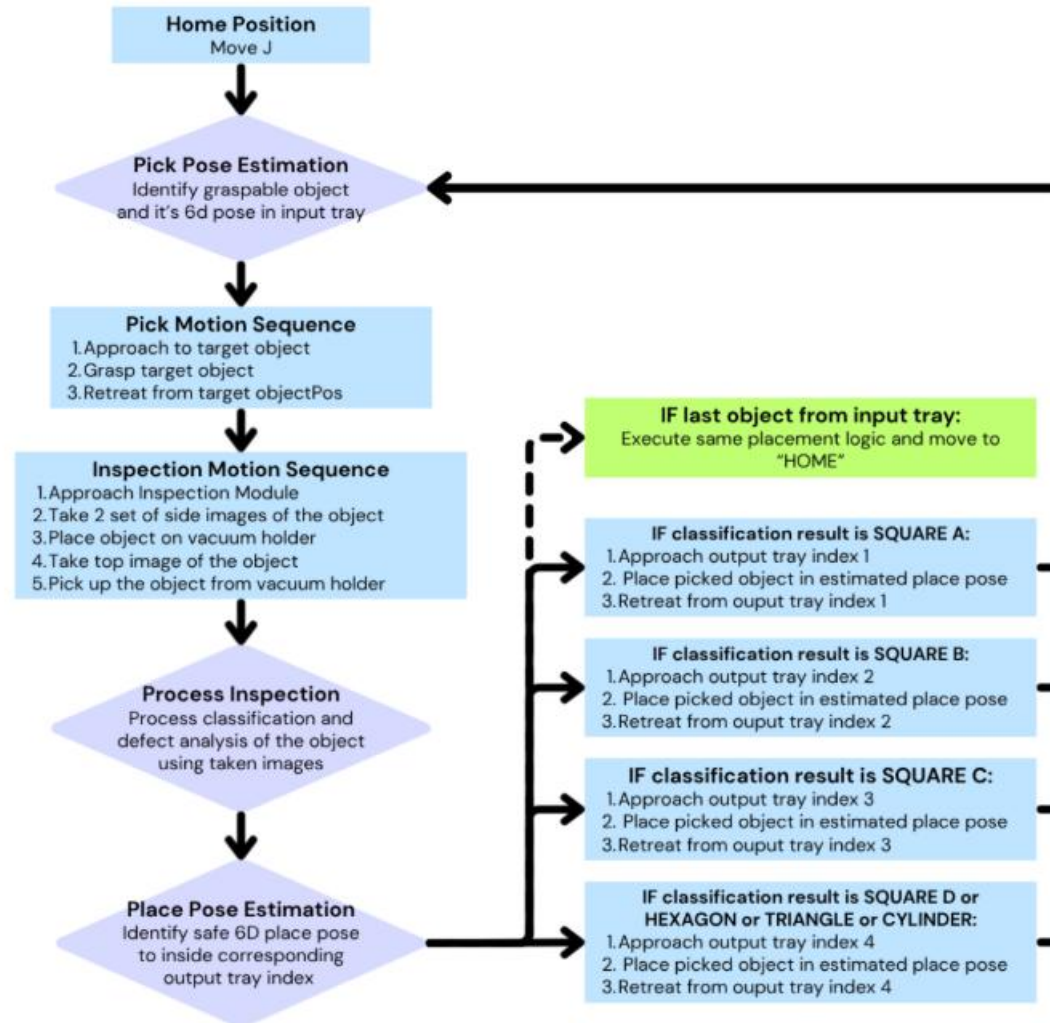 Home Position
Move J
Pick Pose Estimation
Identify graspable object
and it's 6d pose in input tray
Pick Motion Sequence
1.Approach to target object
2.Grasp target object
3.Retreat from target objectPos
Inspection Motion Sequence
1.Approach Inspection Module
2.Take 2 set of side images of the object
3.Place object on vacuum holder
4.Take top image of the object
5.Pick up the object from vacuum holder
Process Inspection
Process classification and
defect analysis of the object
using taken images
Place Pose Estimation
Identify safe 6D place pose
to inside corresponding
output tray index
IF last object from input tray:
Execute same placement logic and move to
“HOME”
IF classification result is SQUARE A:
1.Approach output tray index 1
2. Place picked object in estimated place pose
3.Retreat from ouput tray index 1
IF classification result is SQUARE B:
1.Approach output tray index 2
2. Place picked object in estimated place pose
3.Retreat from ouput tray index 2
IF classification result is SQUARE C:
1.Approach output tray index 3
2. Place picked object in estimated place pose
3.Retreat from ouput tray index 3
IF classification result is SQUARE D or
HEXAGON or TRIANGLE or CYLINDER:
1.Approach output tray index 4
2. Place picked object in estimated place pose
3.Retreat from ouput tray index 4